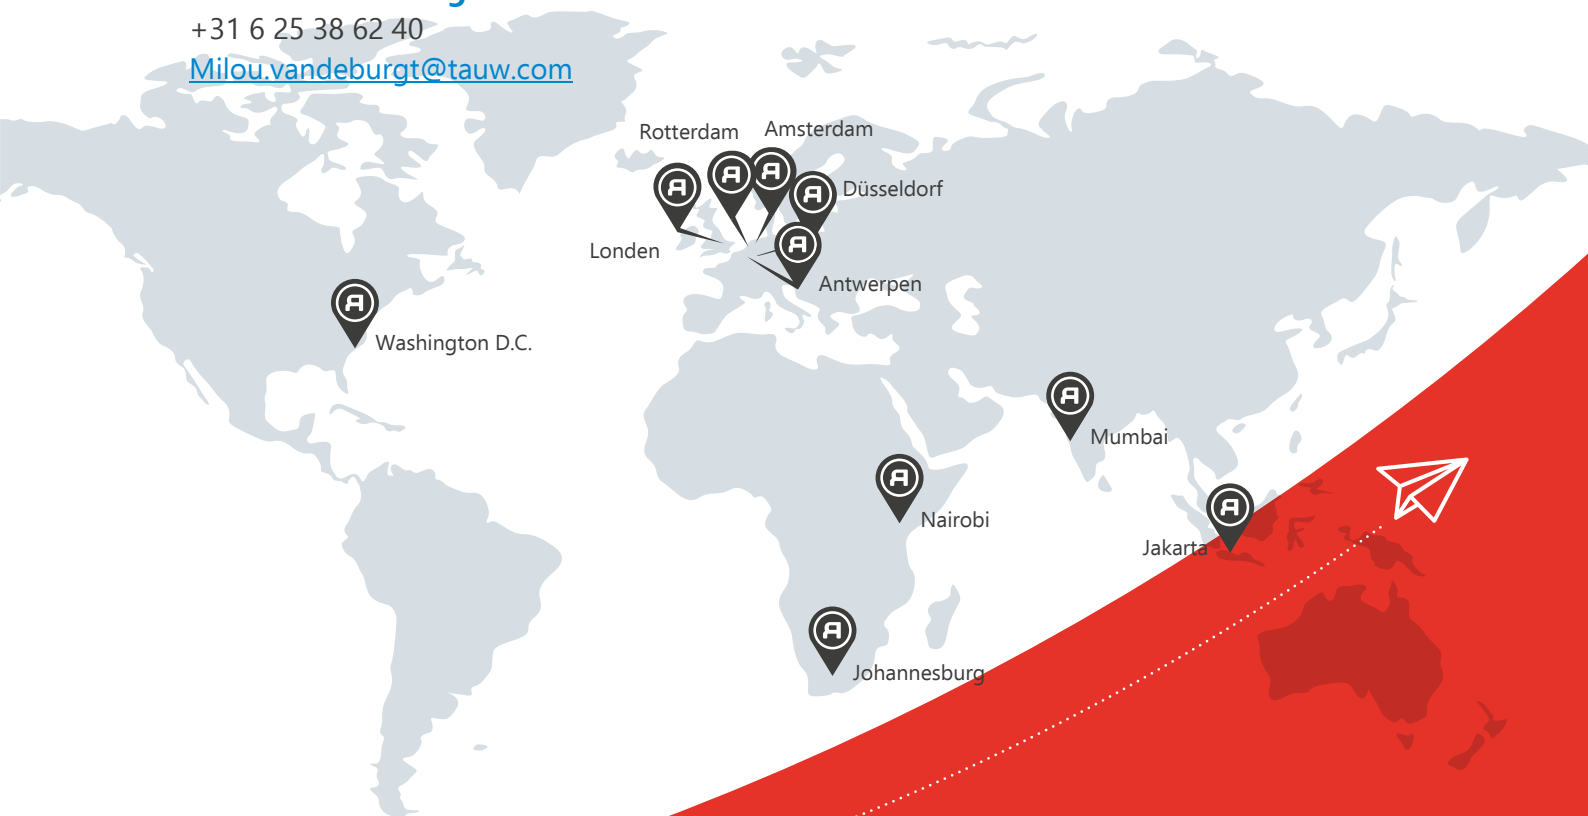 +31 6 25 38 62 40
Milou.vandeburgt@tauw.com
Rotterdam
Amsterdam
Düsseldorf
Londen
Antwerpen
Washington D.C.
Mumbai
Nairobi
Jakarta
Johannesburg